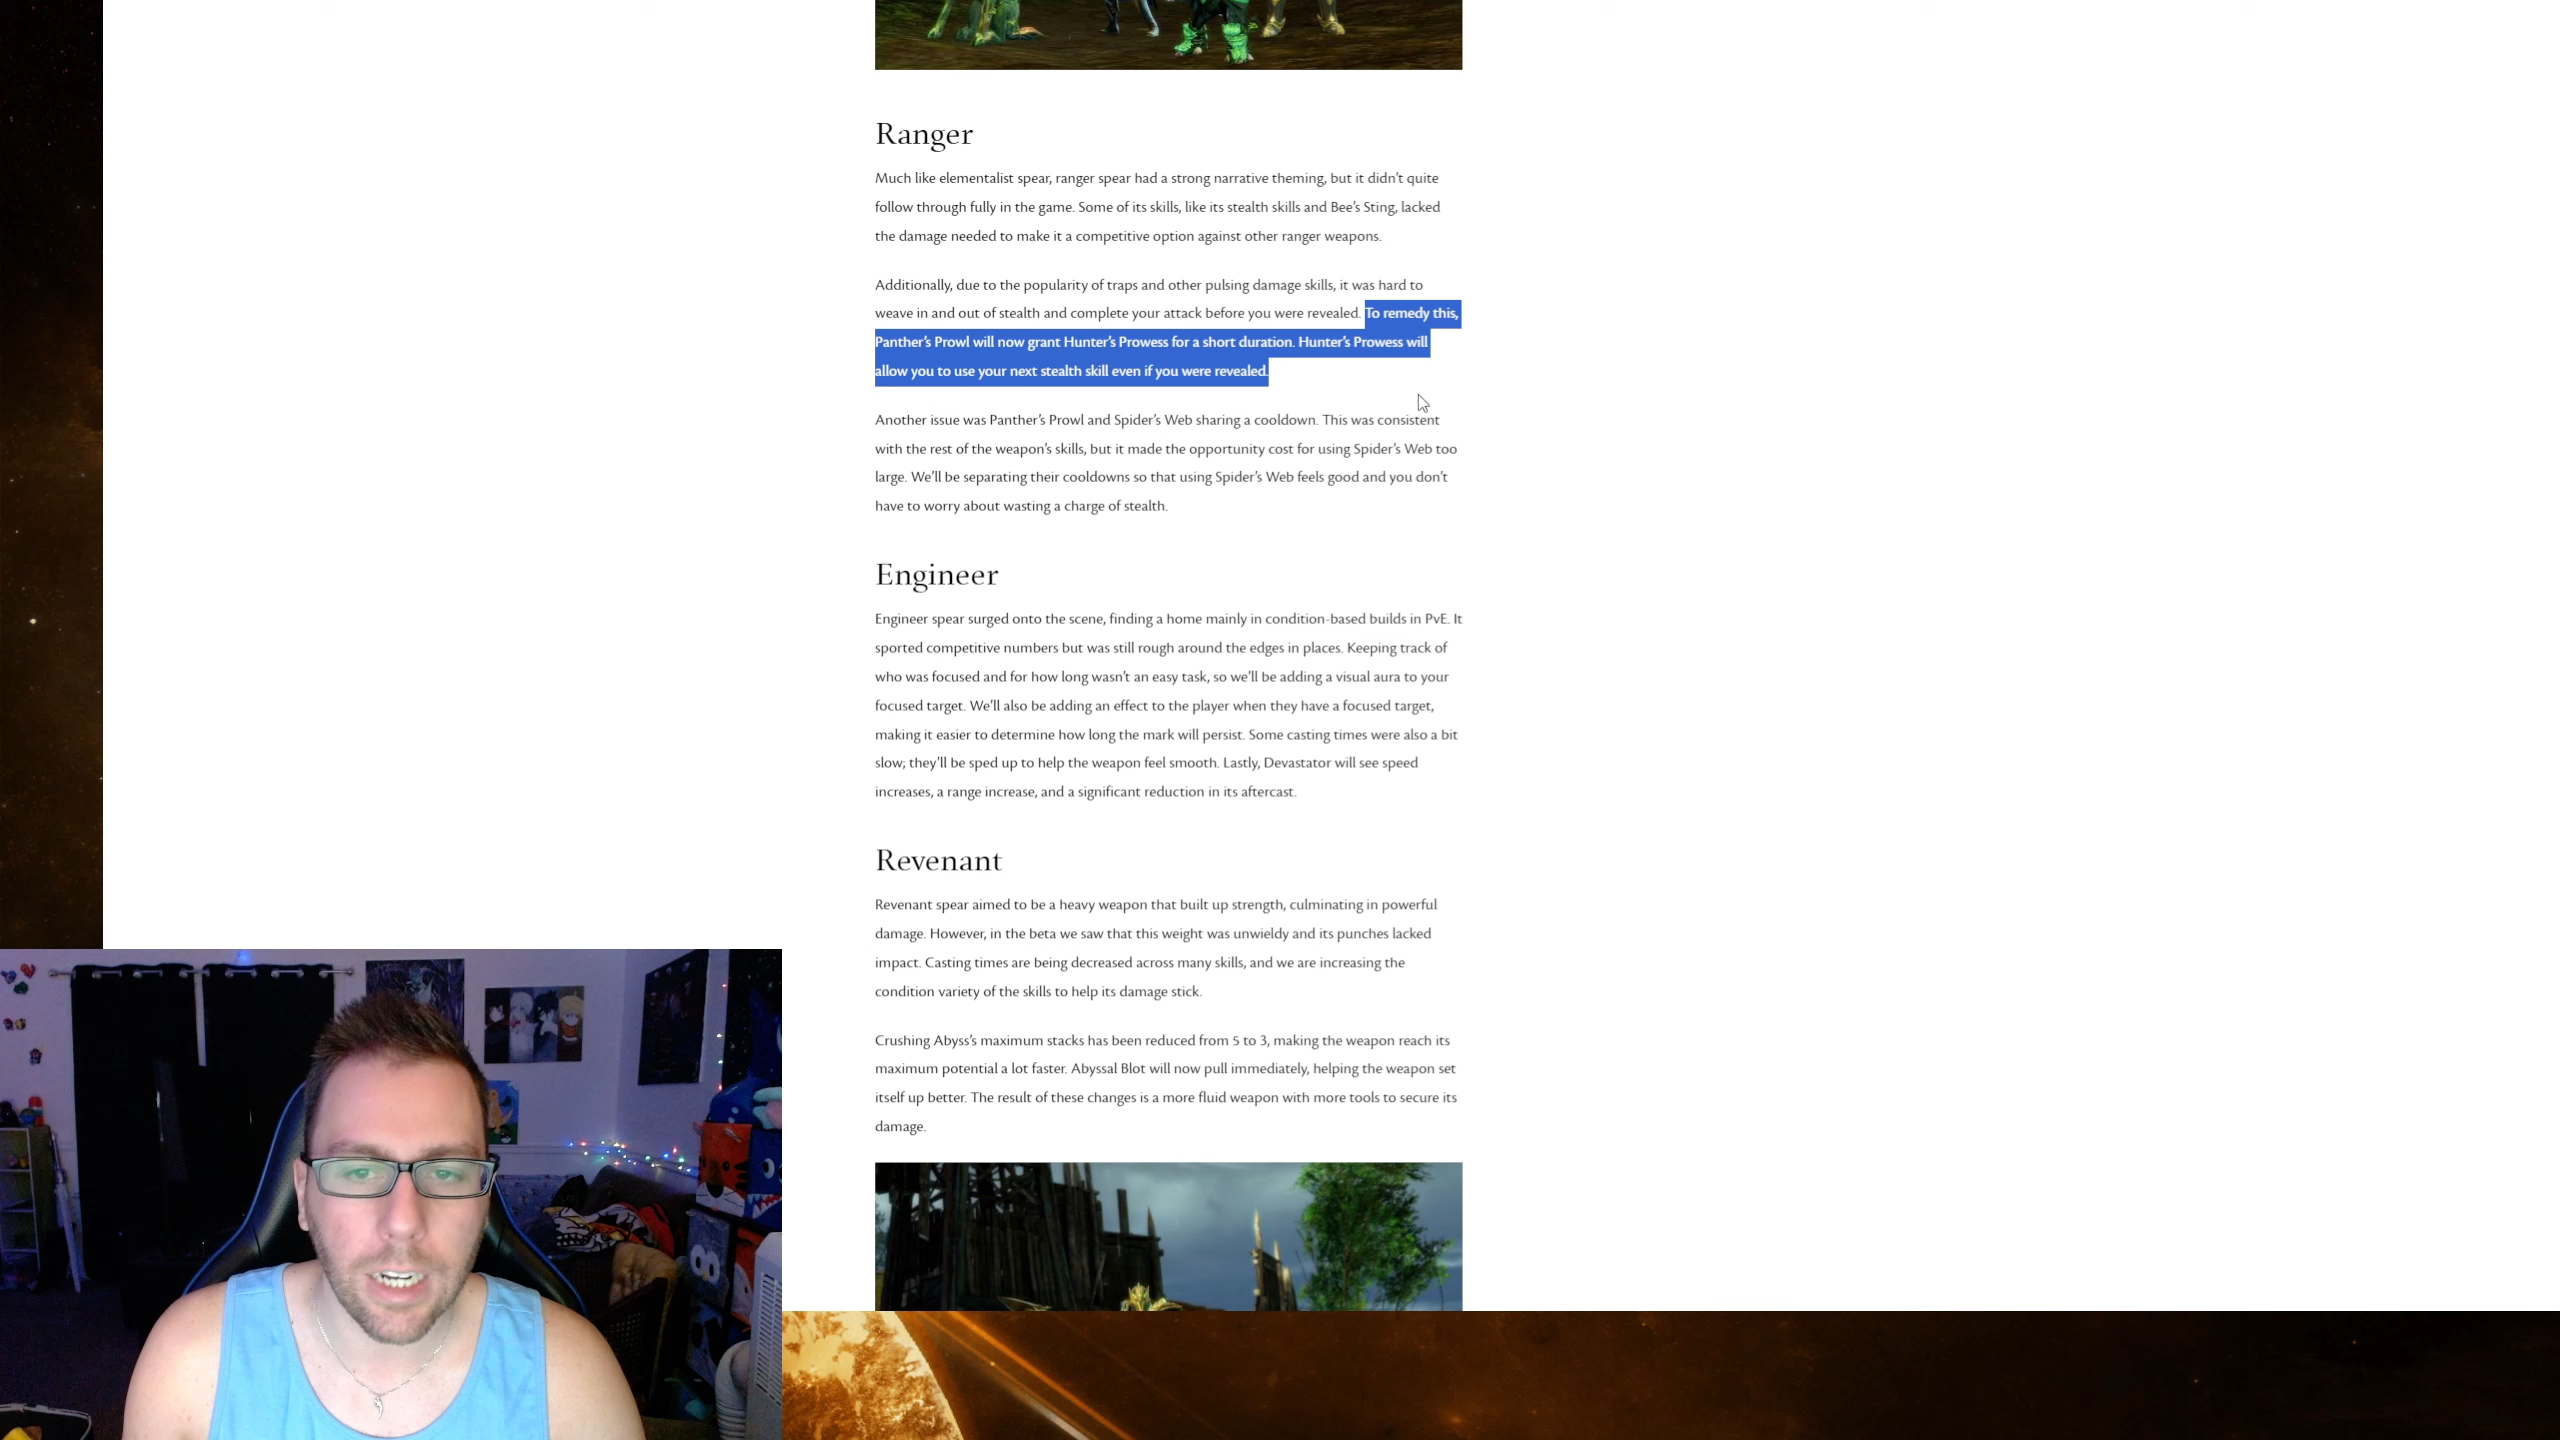 Ranger
Much like elementalist spear, ranger spear had a strong narrative theming, but it didn't quite
follow through fully in the game. Some of its skills, like its stealth skills and Bee's Sting, lacked
the damage needed to make it a competitive option against other ranger weapons.
Additionally, due to the popularity of traps and other pulsing damage skills, it was hard to
weave in and out of stealth and complete your attack before you were revealed. To remedy this,
Panther's Prowl will now grant Hunter's Prowess for a short duration. Hunter's Prowess will
allow you to use your next stealth skill even if you were revealed.
Another issue was Panther's Prowl and Spider's Web sharing a cooldown. This was consistent
with the rest of the weapon's skills, but it made the opportunity cost for using Spider's Web too
large. We'll be separating their cooldowns so that using Spider's Web feels good and you don't
have to worry about wasting a charge of stealth.
Engineer
Engineer spear surged onto the scene, finding a home mainly in condition-based builds in PvE. It
sported competitive numbers but was still rough around the edges in places. Keeping track of
who was focused and for how long wasn't an easy task, so we'll be adding a visual aura to your
focused target. We'll also be adding an effect to the player when they have a focused target,
making it easier to determine how long the mark will persist. Some casting times were also a bit
slow; they'll be sped up to help the weapon feel smooth. Lastly, Devastator will see speed
increases, a range increase, and a significant reduction in its aftercast.
Revenant
Revenant spear aimed to be a heavy weapon that built up strength, culminating in powerful
damage. However, in the beta we saw that this weight was unwieldy and its punches lacked
impact. Casting times are being decreased across many skills, and we are increasing the
condition variety of the skills to help its damage stick.
Crushing Abyss's maximum stacks has been reduced from 5 to 3, making the weapon reach its
maximum potential a lot faster. Abyssal Blot will now pull immediately, helping the weapon set
itself up better. The result of these changes is a more fluid weapon with more tools to secure its
damage.